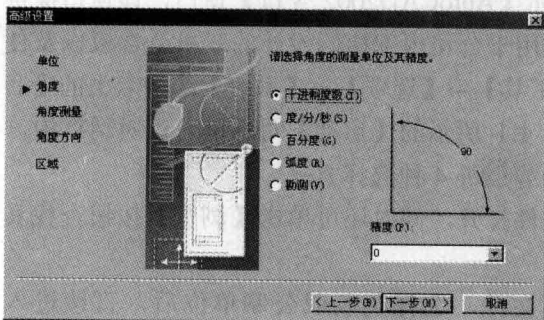 高级设置
单位
角度
角度测量
角度方向
区域
请选择角度的测量单位及其精度。
十进制度数(I)
度/分/秒(S)
百分度(G)
弧度(R)
勘测(V)
90
精度(P):
0
< 上一步(B)
下一步(N) >
取消